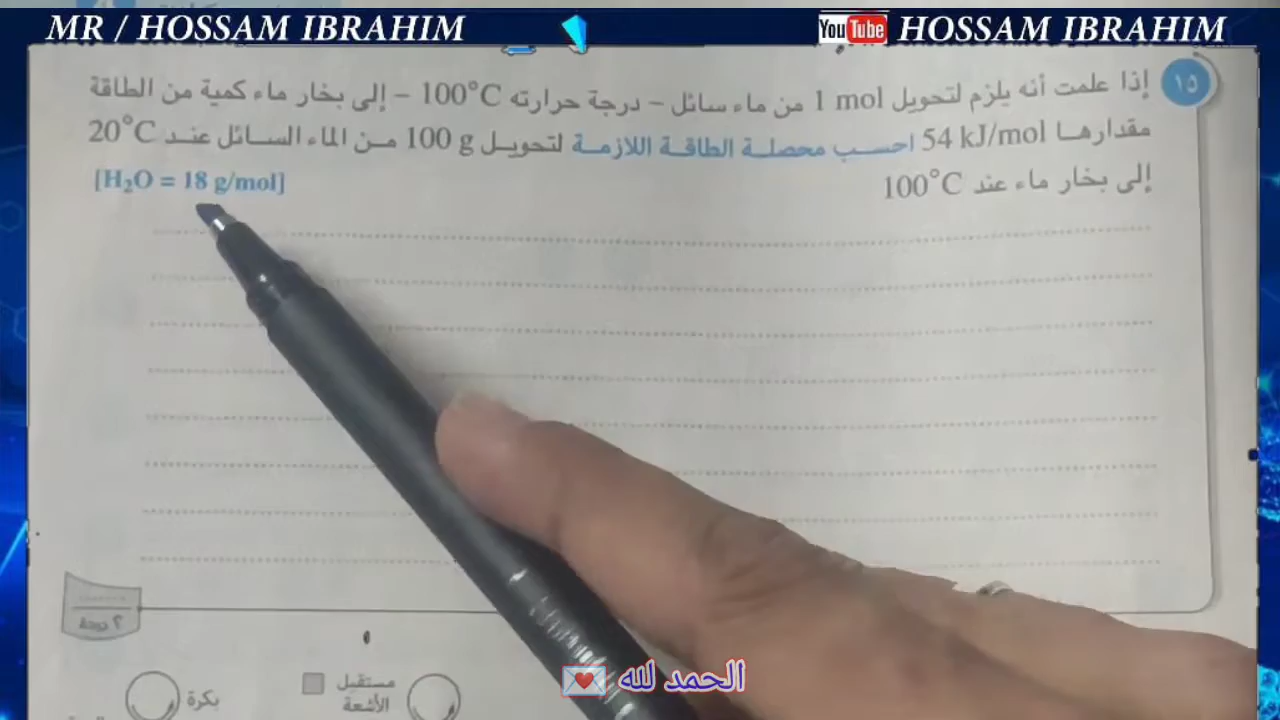 MR / HOSSAM IBRAHIM
YouTube HOSSAM IBRAHIM
١٥
إذا علمت أنه يلزم لتحويل 1 mol من ماء سائل – درجة حرارته 100°C – إلى بخار ماء كمية من الطاقة
مقدارها 54 kJ/mol احسب محصلة الطاقة اللازمة لتحويل 100 g من الماء السائل عند 20°C
إلى بخار ماء عند 100°C
[H₂O = 18 g/mol]
٢ درجة
مستقبل
الأشعة
بكرة
الحمد لله 💌